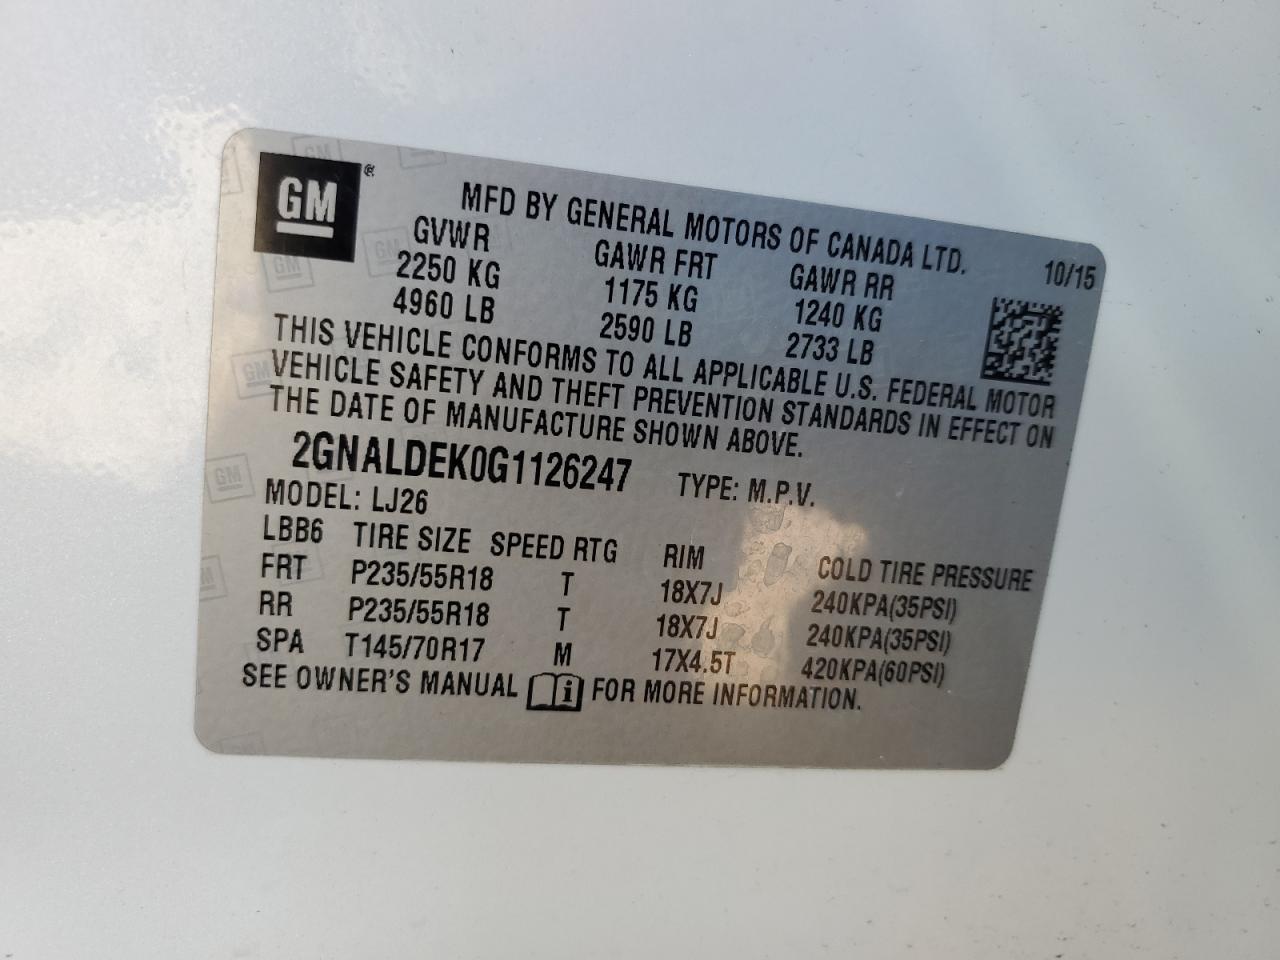 GM ®
MFD BY GENERAL MOTORS OF CANADA LTD.
10/15
GVWR GAWR FRT GAWR RR
2250 KG 1175 KG 1240 KG
4960 LB 2590 LB 2733 LB
THIS VEHICLE CONFORMS TO ALL APPLICABLE U.S. FEDERAL MOTOR
VEHICLE SAFETY AND THEFT PREVENTION STANDARDS IN EFFECT ON
THE DATE OF MANUFACTURE SHOWN ABOVE.
2GNALDEK0G1126247 TYPE: M.P.V.
MODEL: LJ26
LBB6 TIRE SIZE SPEED RTG RIM COLD TIRE PRESSURE
FRT P235/55R18 T 18X7J 240KPA(35PSI)
RR P235/55R18 T 18X7J 240KPA(35PSI)
SPA T145/70R17 M 17X4.5T 420KPA(60PSI)
SEE OWNER'S MANUAL i FOR MORE INFORMATION.